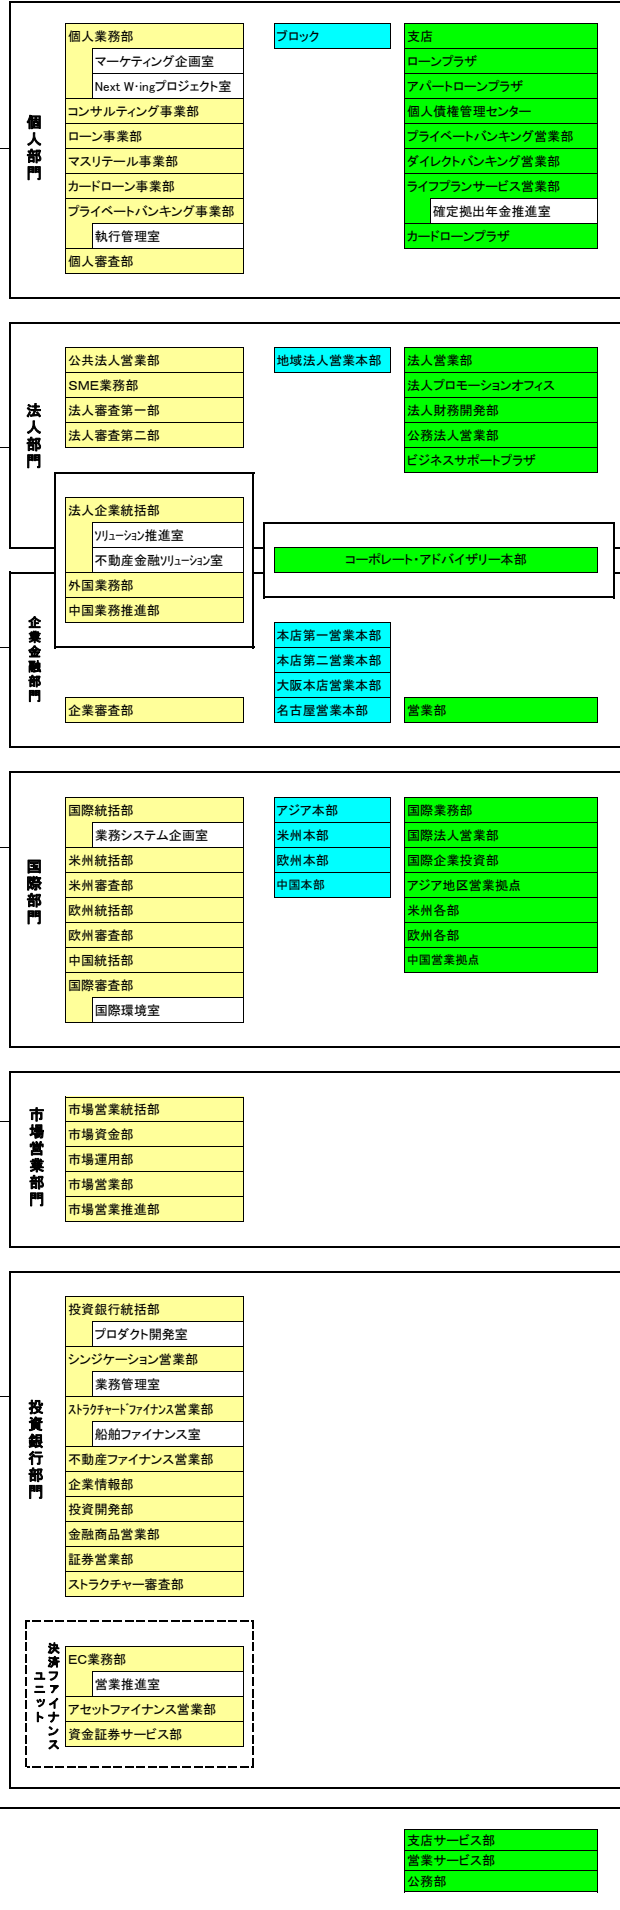 個人部門
個人業務部
マーケティング企画室
Next W・ingプロジェクト室
コンサルティング事業部
ローン事業部
マスリテール事業部
カードローン事業部
プライベートバンキング事業部
執行管理室
個人審査部
ブロック
支店
ローンプラザ
アパートローンプラザ
個人債権管理センター
プライベートバンキング営業部
ダイレクトバンキング営業部
ライフプランサービス営業部
確定拠出年金推進室
カードローンプラザ
法人部門
公共法人営業部
SME業務部
法人審査第一部
法人審査第二部
地域法人営業本部
法人営業部
法人プロモーションオフィス
法人財務開発部
公務法人営業部
ビジネスサポートプラザ
法人企業統括部
ソリューション推進室
不動産金融ソリューション室
外国業務部
中国業務推進部
コーポレート・アドバイザリー本部
企業金融部門
本店第一営業本部
本店第二営業本部
大阪本店営業本部
名古屋営業本部
企業審査部
営業部
国際部門
国際統括部
業務システム企画室
米州統括部
米州審査部
欧州統括部
欧州審査部
中国統括部
国際審査部
国際環境室
アジア本部
米州本部
欧州本部
中国本部
国際業務部
国際法人営業部
国際企業投資部
アジア地区営業拠点
米州各部
欧州各部
中国営業拠点
市場営業部門
市場営業統括部
市場資金部
市場運用部
市場営業部
市場営業推進部
投資銀行部門
投資銀行統括部
プロダクト開発室
シンジケーション営業部
業務管理室
ストラクチャードファイナンス営業部
船舶ファイナンス室
不動産ファイナンス営業部
企業情報部
投資開発部
金融商品営業部
証券営業部
ストラクチャー審査部
決済ファイナンス
ユニット
EC業務部
営業推進室
アセットファイナンス営業部
資金証券サービス部
支店サービス部
営業サービス部
公務部